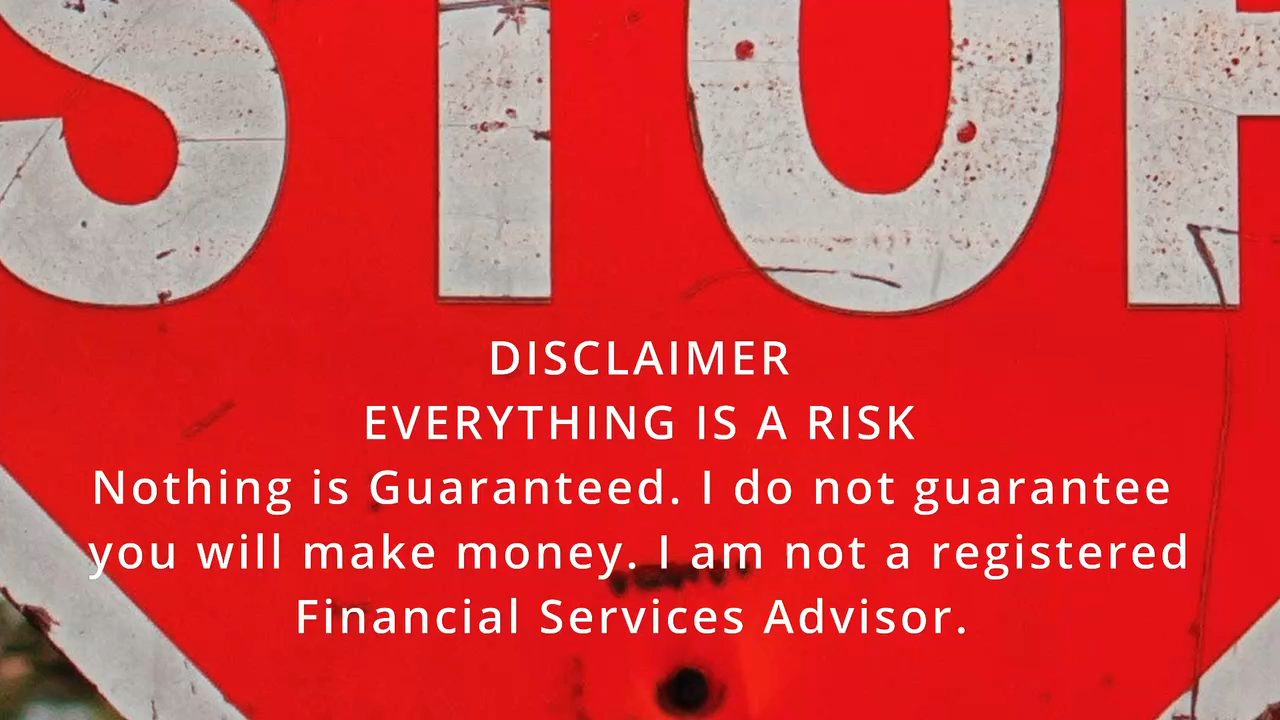 STOP
DISCLAIMER
EVERYTHING IS A RISK
Nothing is Guaranteed. I do not guarantee
you will make money. I am not a registered
Financial Services Advisor.